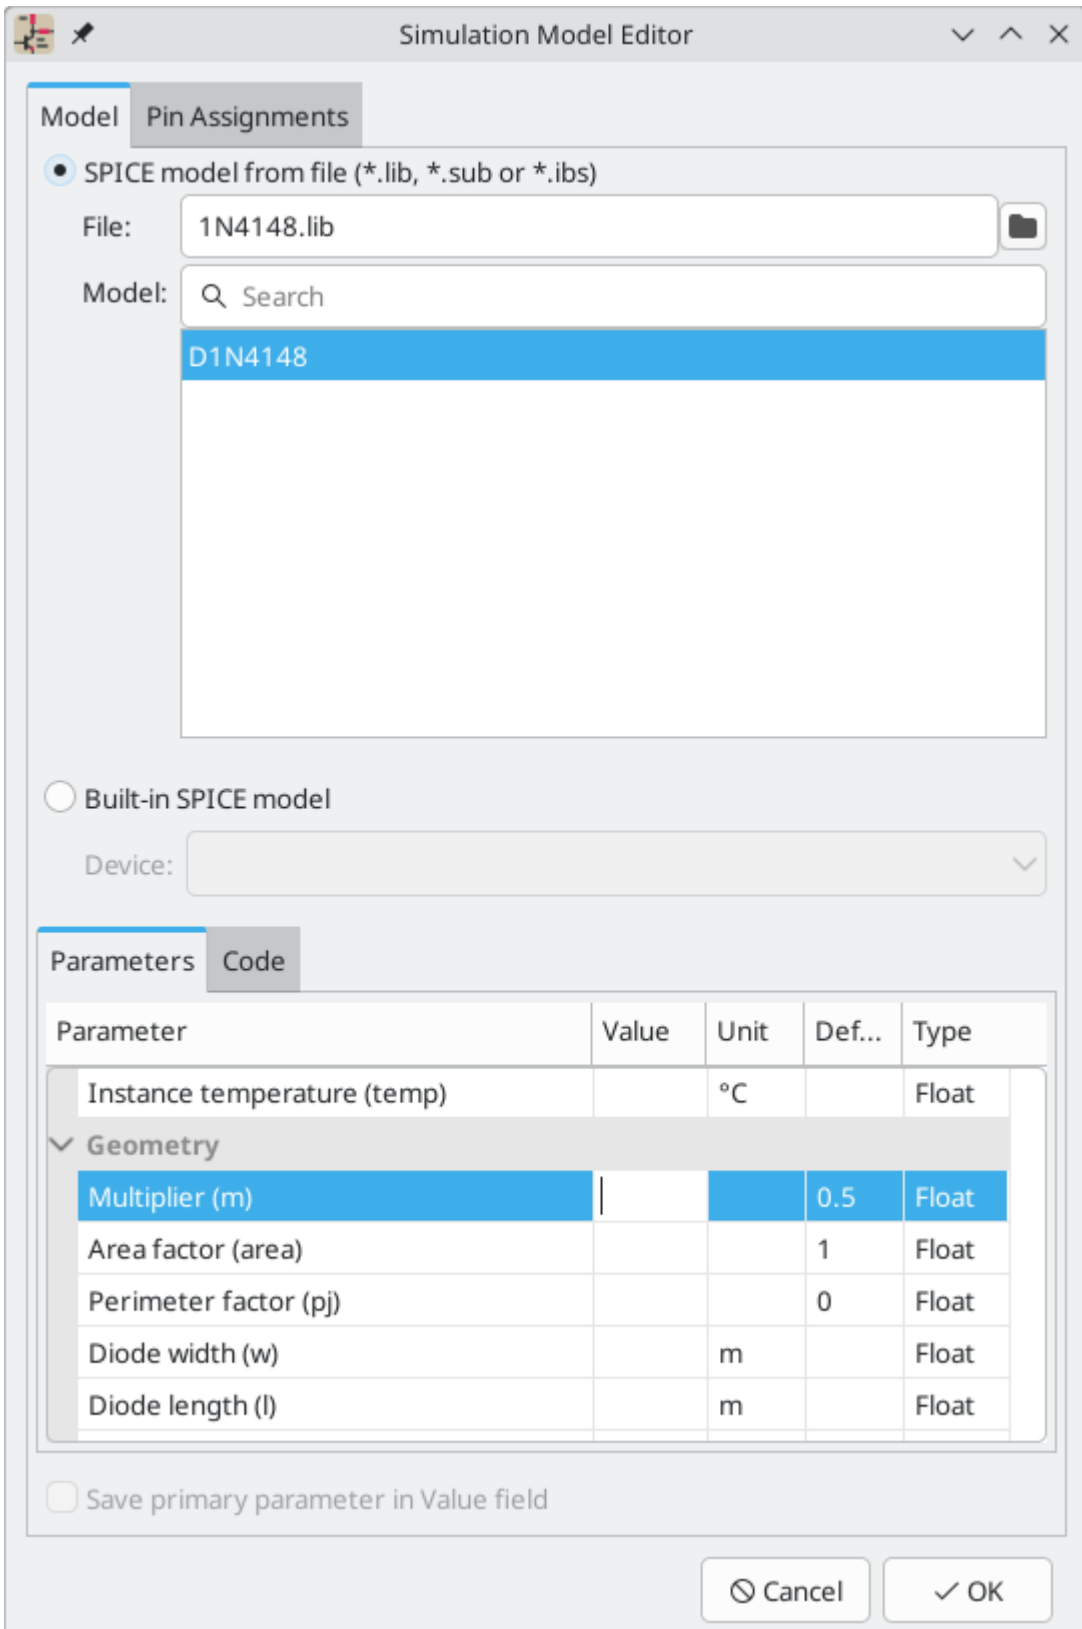 Simulation Model Editor
Model Pin Assignments
SPICE model from file (*.lib, *.sub or *.ibs)
File: 1N4148.lib
Model: Search
D1N4148
Built-in SPICE model
Device:
Parameters Code
Parameter Value Unit Def... Type
Instance temperature (temp) °C Float
Geometry
Multiplier (m) 0.5 Float
Area factor (area) 1 Float
Perimeter factor (pj) 0 Float
Diode width (w) m Float
Diode length (l) m Float
Save primary parameter in Value field
Cancel OK